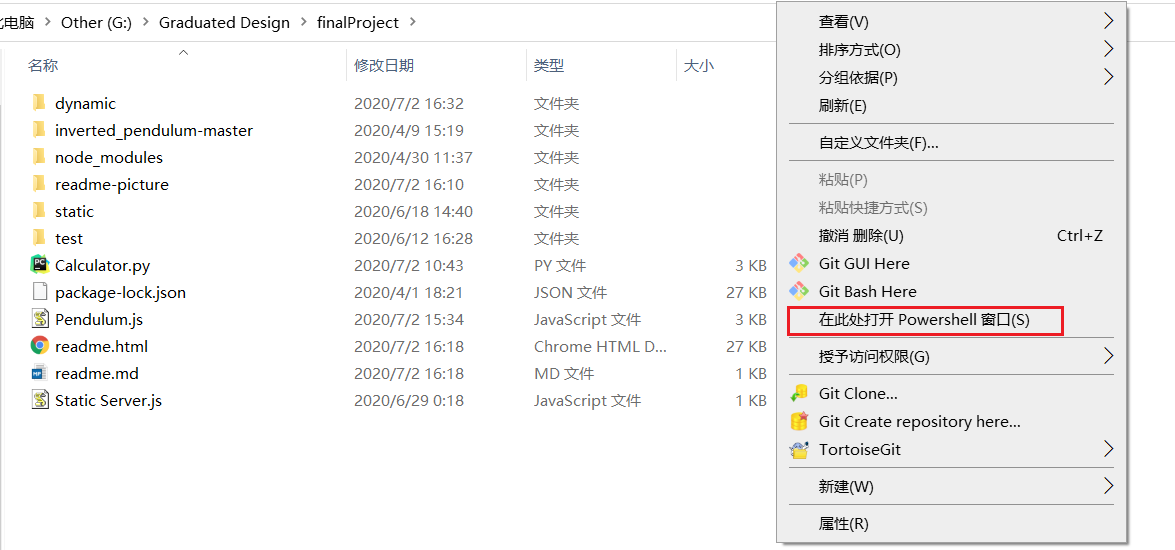 电脑 > Other (G:) > Graduated Design > finalProject >
名称 修改日期 类型 大小
dynamic 2020/7/2 16:32 文件夹
inverted_pendulum-master 2020/4/9 15:19 文件夹
node_modules 2020/4/30 11:37 文件夹
readme-picture 2020/7/2 16:10 文件夹
static 2020/6/18 14:40 文件夹
test 2020/6/12 16:28 文件夹
Calculator.py 2020/7/2 10:43 PY 文件 3 KB
package-lock.json 2020/4/1 18:21 JSON 文件 27 KB
Pendulum.js 2020/7/2 15:34 JavaScript 文件 3 KB
readme.html 2020/7/2 16:18 Chrome HTML D... 27 KB
readme.md 2020/7/2 16:18 MD 文件 1 KB
Static Server.js 2020/6/29 0:18 JavaScript 文件 1 KB
查看(V)
排序方式(O)
分组依据(P)
刷新(E)
自定义文件夹(F)...
粘贴(P)
粘贴快捷方式(S)
撤消 删除(U) Ctrl+Z
Git GUI Here
Git Bash Here
在此处打开 Powershell 窗口(S)
授予访问权限(G)
Git Clone...
Git Create repository here...
TortoiseGit
新建(W)
属性(R)